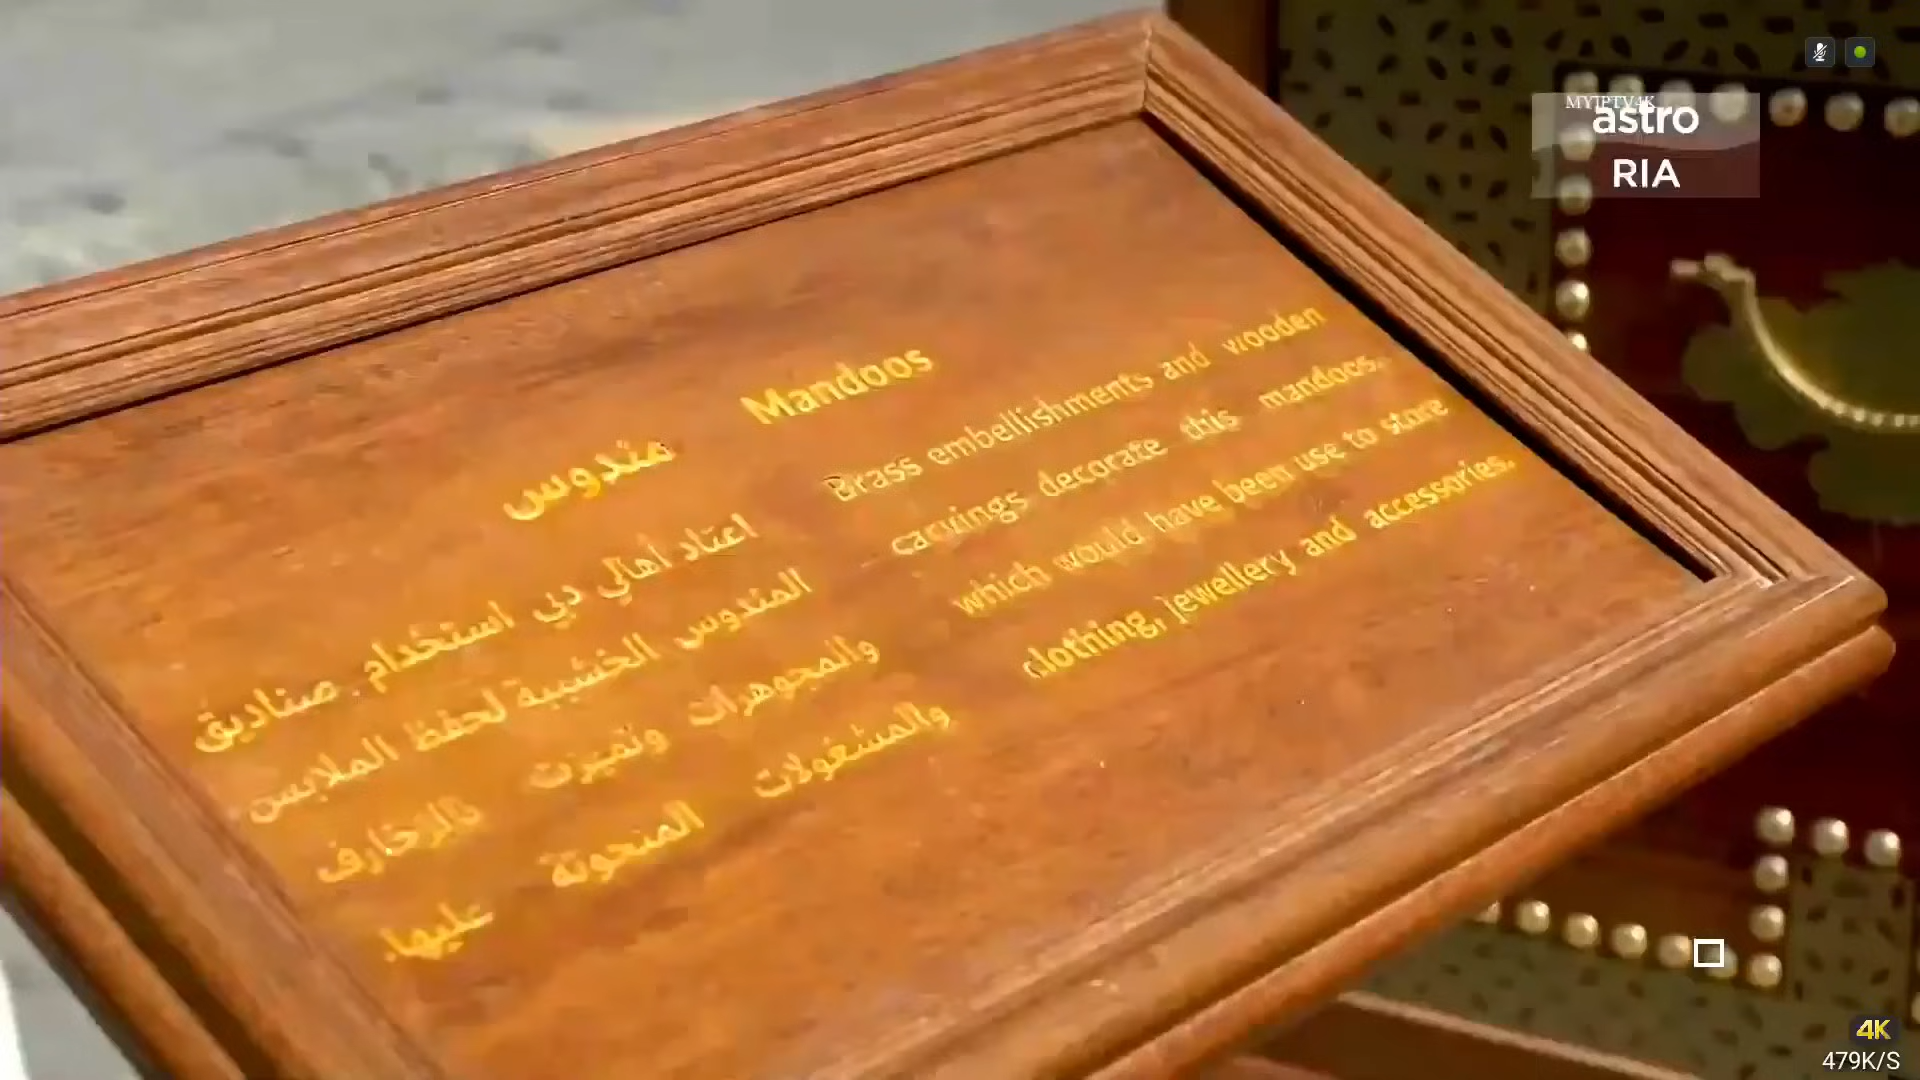 MYIPTV4K
astro
RIA
مندوس
اعتاد أهالي دبي استخدام صناديق
المندوس الخشبية لحفظ الملابس
والمجوهرات وتميزت بالزخارف
والمشغولات المنحوتة
عليها.
Mandoos
Brass embellishments and wooden
carvings decorate this mandoos,
which would have been use to store
clothing, jewellery and accessories.
4K
479K/S